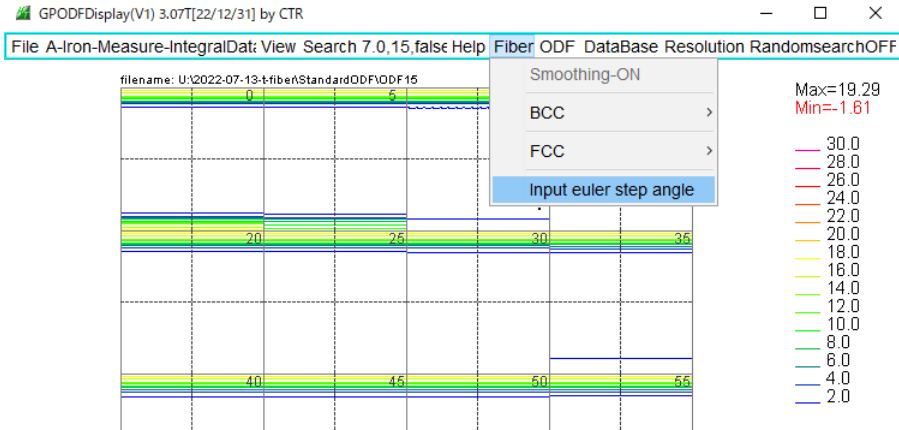 GPODFDisplay(V1) 3.07T[22/12/31] by CTR
File A-Iron-Measure-IntegralData View Search 7.0,15,false Help Fiber ODF DataBase Resolution RandomsearchOFF
filename: U:\2022-07-13-t-fiber\StandardODF\ODF15
Smoothing-ON
BCC
FCC
Input euler step angle
0 5
20 25 30 35
40 45 50 55
Max=19.29
Min=-1.61
30.0
28.0
26.0
24.0
22.0
20.0
18.0
16.0
14.0
12.0
10.0
8.0
6.0
4.0
2.0